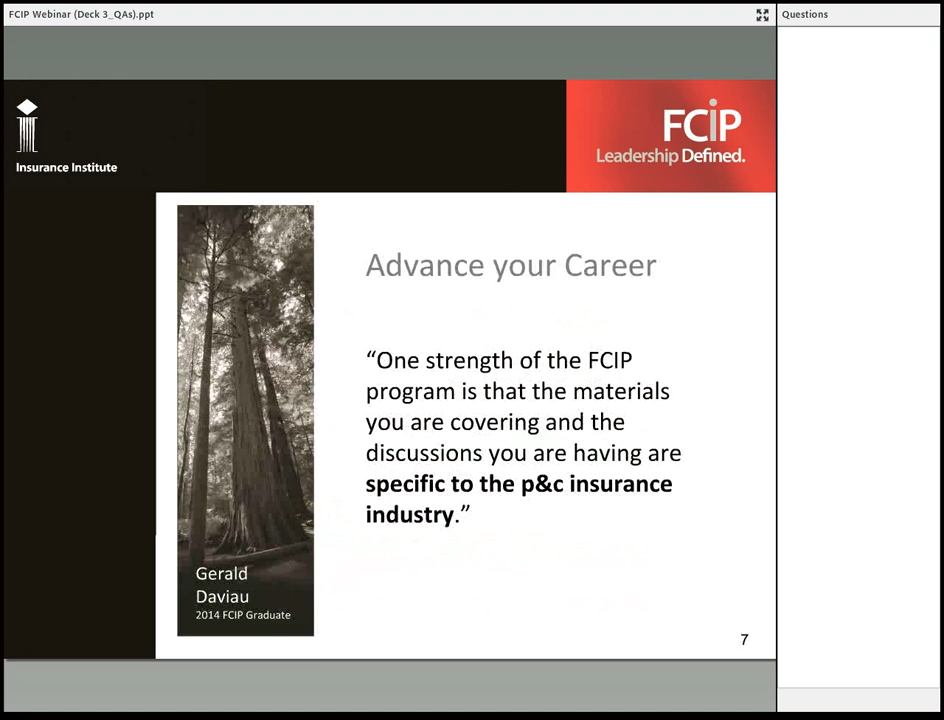 FCIP Webinar (Deck 3_QAs).ppt
Questions
Insurance Institute
FCiP
Leadership Defined.
Advance your Career
“One strength of the FCIP
program is that the materials
you are covering and the
discussions you are having are
specific to the p&c insurance
industry.”
Gerald
Daviau
2014 FCIP Graduate
7